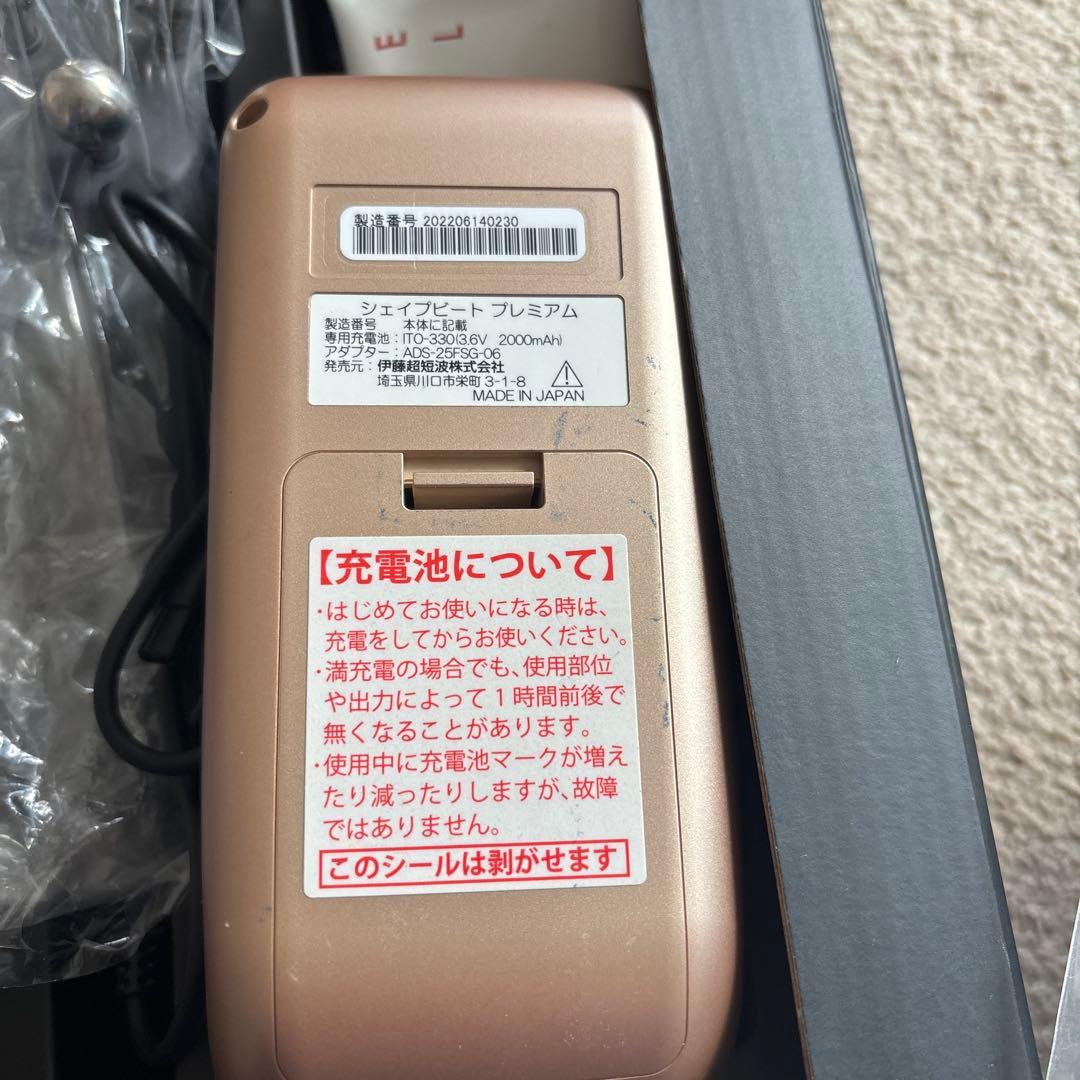 E
L
製造番号 202206140230
シェイプビート プレミアム
製造番号 本体に記載
専用充電池:ITO-330(3.6V 2000mAh)
アダプター:ADS-25FSG-06
発売元:伊藤超短波株式会社
埼玉県川口市栄町3-1-8
MADE IN JAPAN
【充電池について】
・はじめてお使いになる時は、
充電をしてからお使いください。
・満充電の場合でも、使用部位
や出力によって1時間前後で
無くなることがあります。
・使用中に充電池マークが増え
たり減ったりしますが、故障
ではありません。
このシールは剥がせます